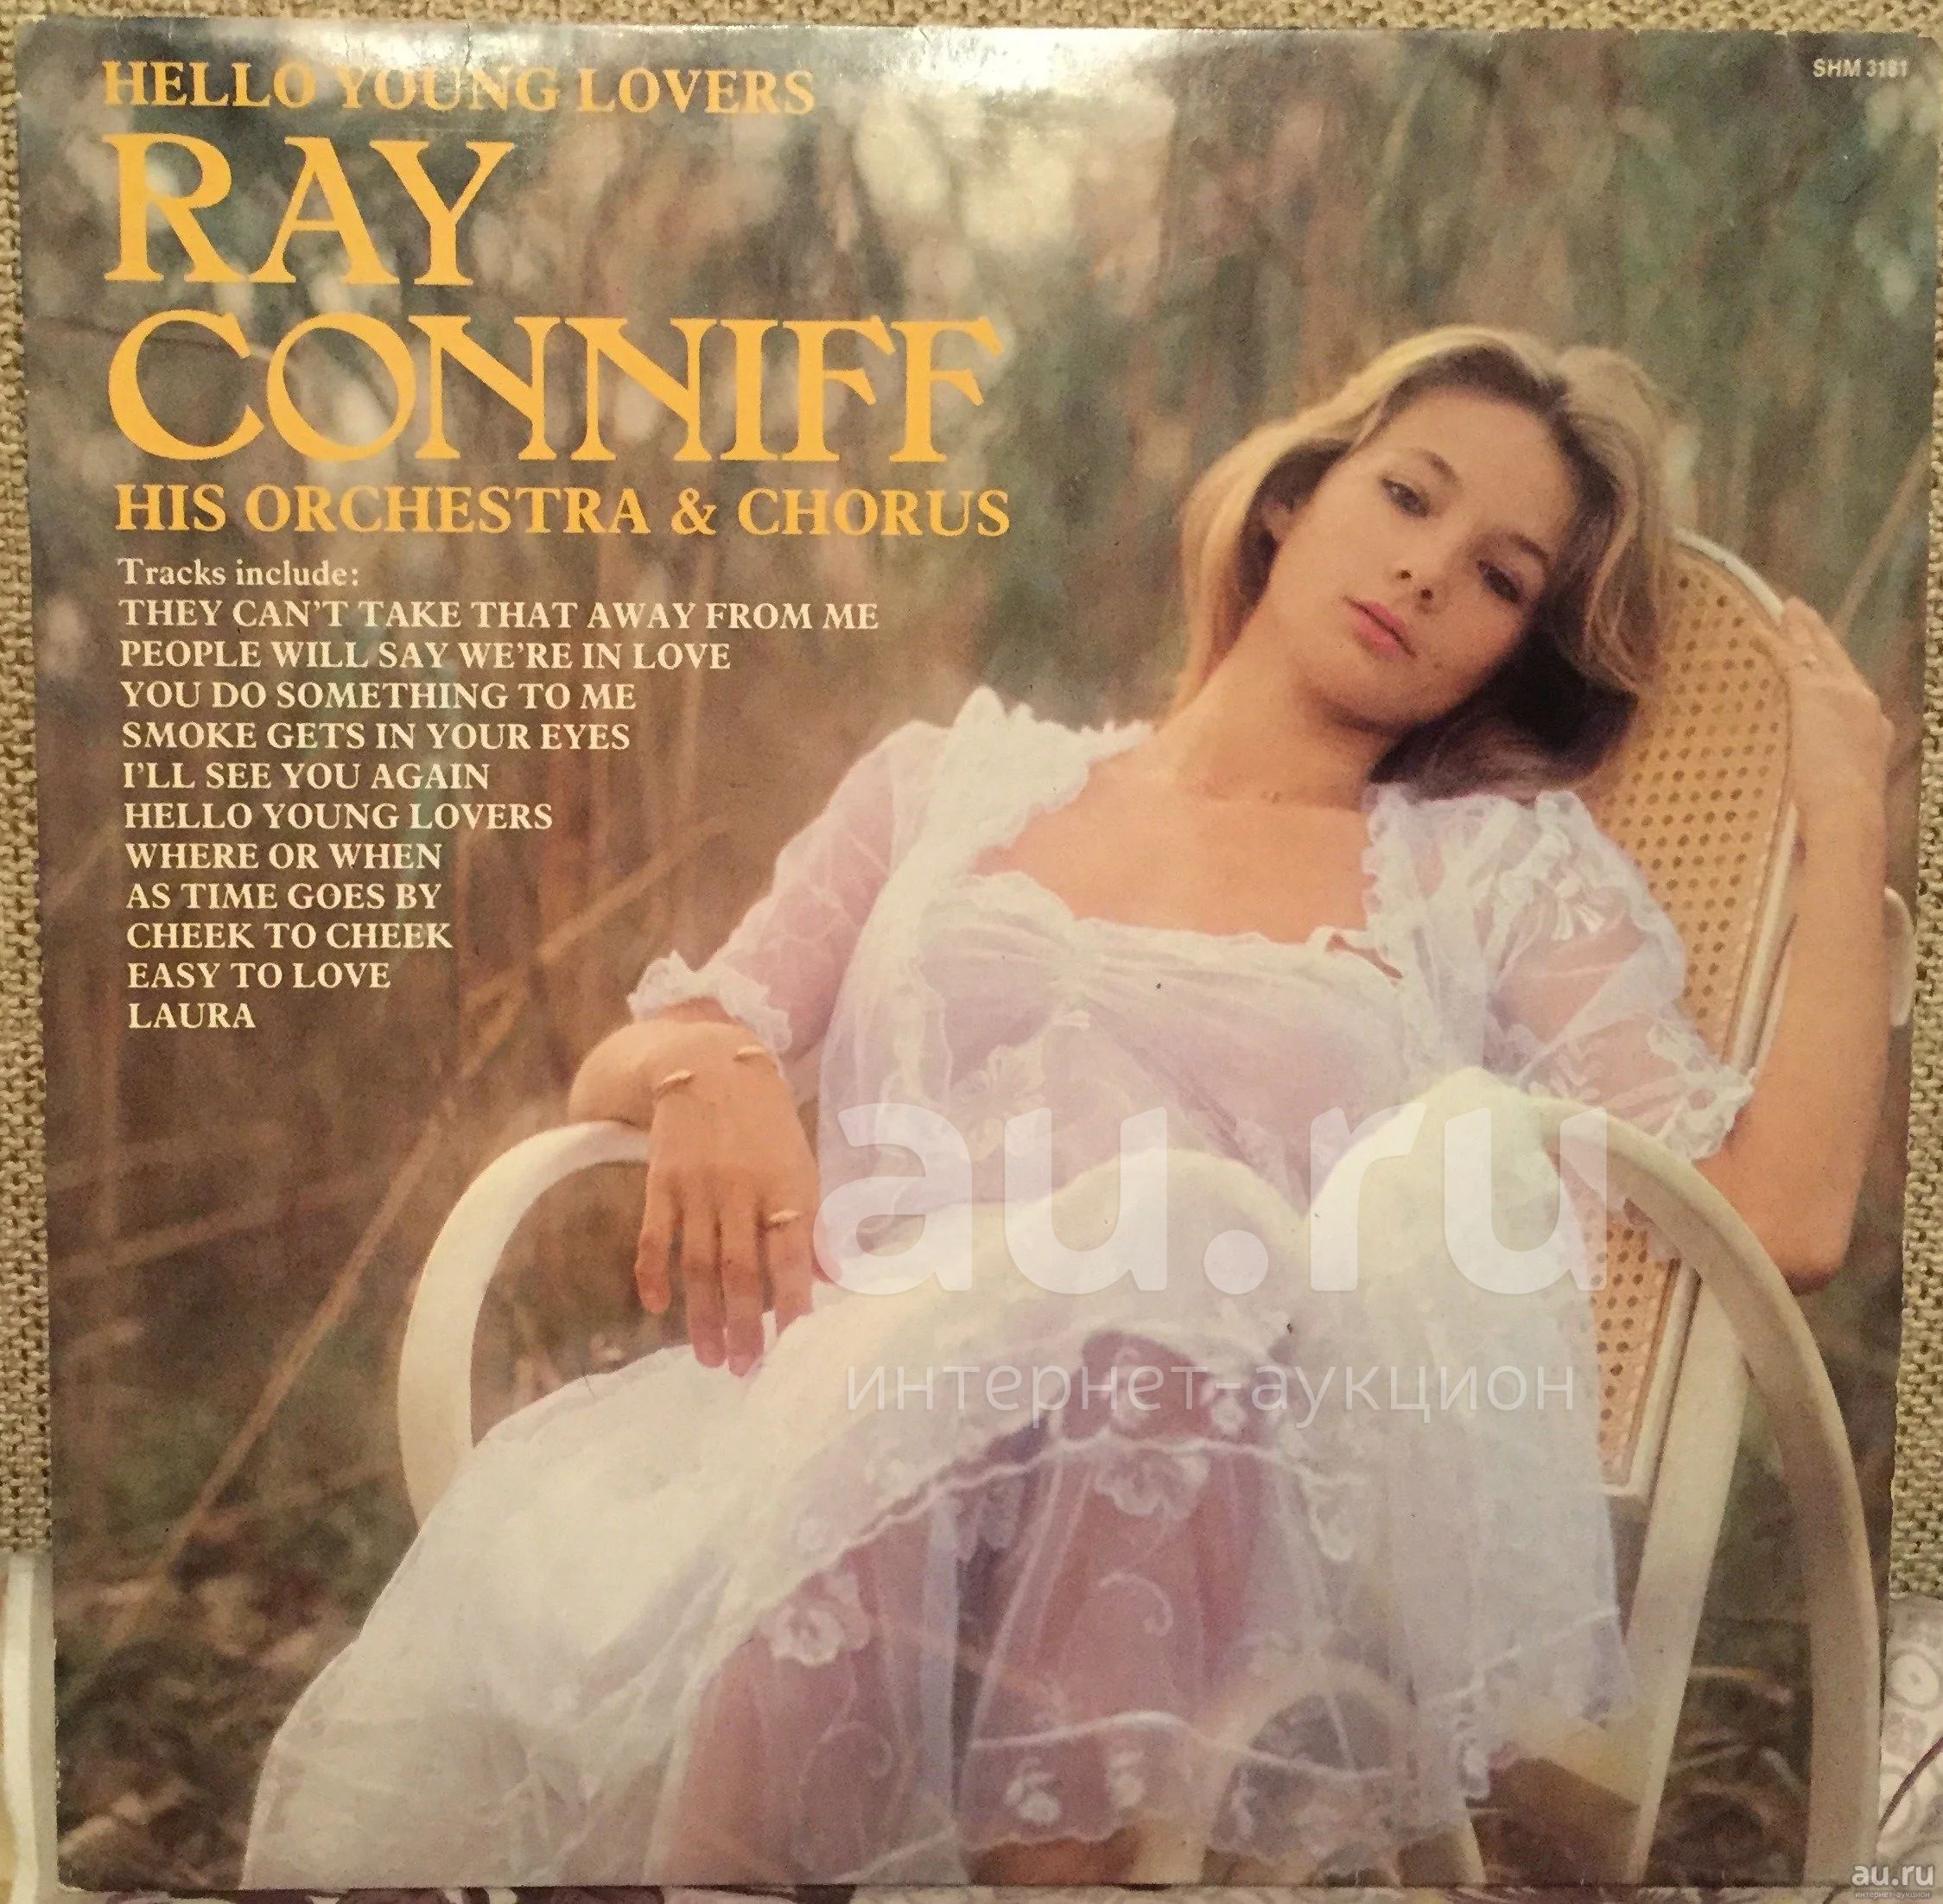 HELLO YOUNG LOVERS
SHM 3181
RAY
CONNIFF
HIS ORCHESTRA & CHORUS
Tracks include:
THEY CAN'T TAKE THAT AWAY FROM ME
PEOPLE WILL SAY WE'RE IN LOVE
YOU DO SOMETHING TO ME
SMOKE GETS IN YOUR EYES
I'LL SEE YOU AGAIN
HELLO YOUNG LOVERS
WHERE OR WHEN
AS TIME GOES BY
CHEEK TO CHEEK
EASY TO LOVE
LAURA
au.ru
интернет-аукцион
au.ru
интернет-аукцион